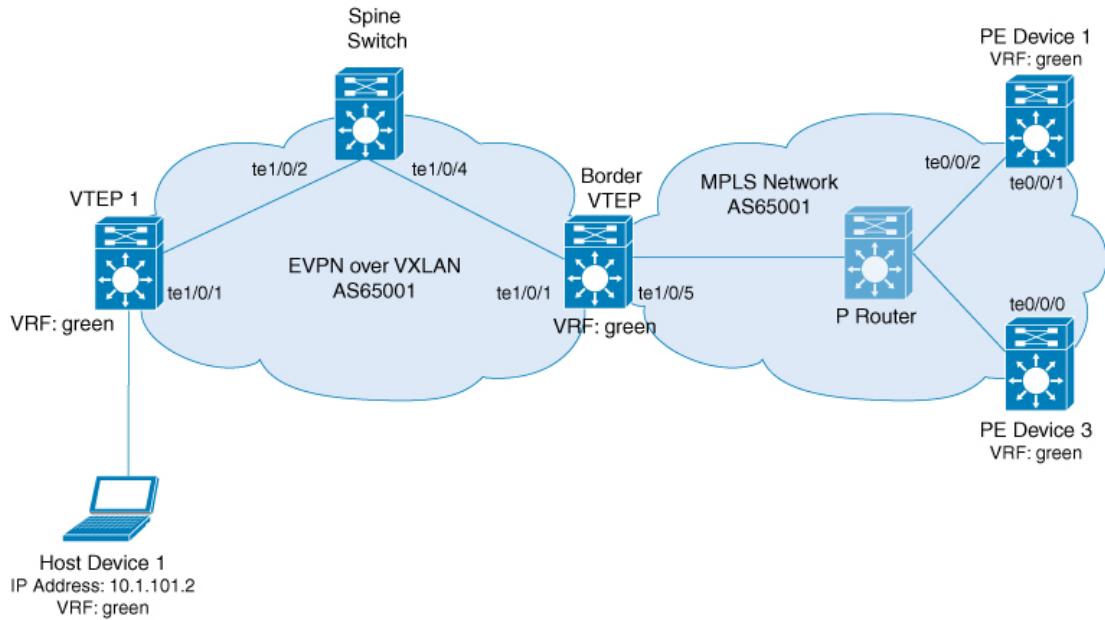 Spine
Switch
PE Device 1
VRF: green
te1/0/2
te1/0/4
Border
VTEP
MPLS Network
AS65001
te0/0/2
te0/0/1
VTEP 1
EVPN over VXLAN
AS65001
te1/0/1
te1/0/1
te1/0/5
VRF: green
VRF: green
P Router
te0/0/0
PE Device 3
VRF: green
Host Device 1
IP Address: 10.1.101.2
VRF: green